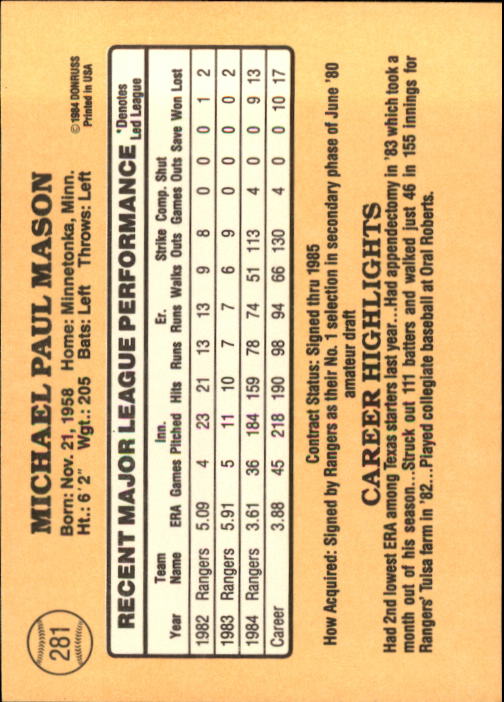 281
MICHAEL PAUL MASON
Born: Nov. 21, 1958 Home: Minnetonka, Minn.
Ht.: 6'2" Wgt.: 205 Bats: Left Throws: Left
© 1984 DONRUSS
Printed in USA
RECENT MAJOR LEAGUE PERFORMANCE
*Denotes
Led League
Team Inn. Er. Strike Comp. Shut
Year Name ERA Games Pitched Hits Runs Runs Walks Outs Games Outs Save Won Lost
1982 Rangers 5.09 4 23 21 13 13 9 8 0 0 0 1 2
1983 Rangers 5.91 5 11 10 7 7 6 9 0 0 0 0 2
1984 Rangers 3.61 36 184 159 78 74 51 113 4 0 0 9 13
Career 3.88 45 218 190 98 94 66 130 4 0 0 10 17
Contract Status: Signed thru 1985
How Acquired: Signed by Rangers as their No. 1 selection in secondary phase of June '80
amateur draft
CAREER HIGHLIGHTS
Had 2nd lowest ERA among Texas starters last year...Had appendectomy in '83 which took a
month out of his season...Struck out 111 batters and walked just 46 in 155 innings for
Rangers' Tulsa farm in '82...Played collegiate baseball at Oral Roberts.